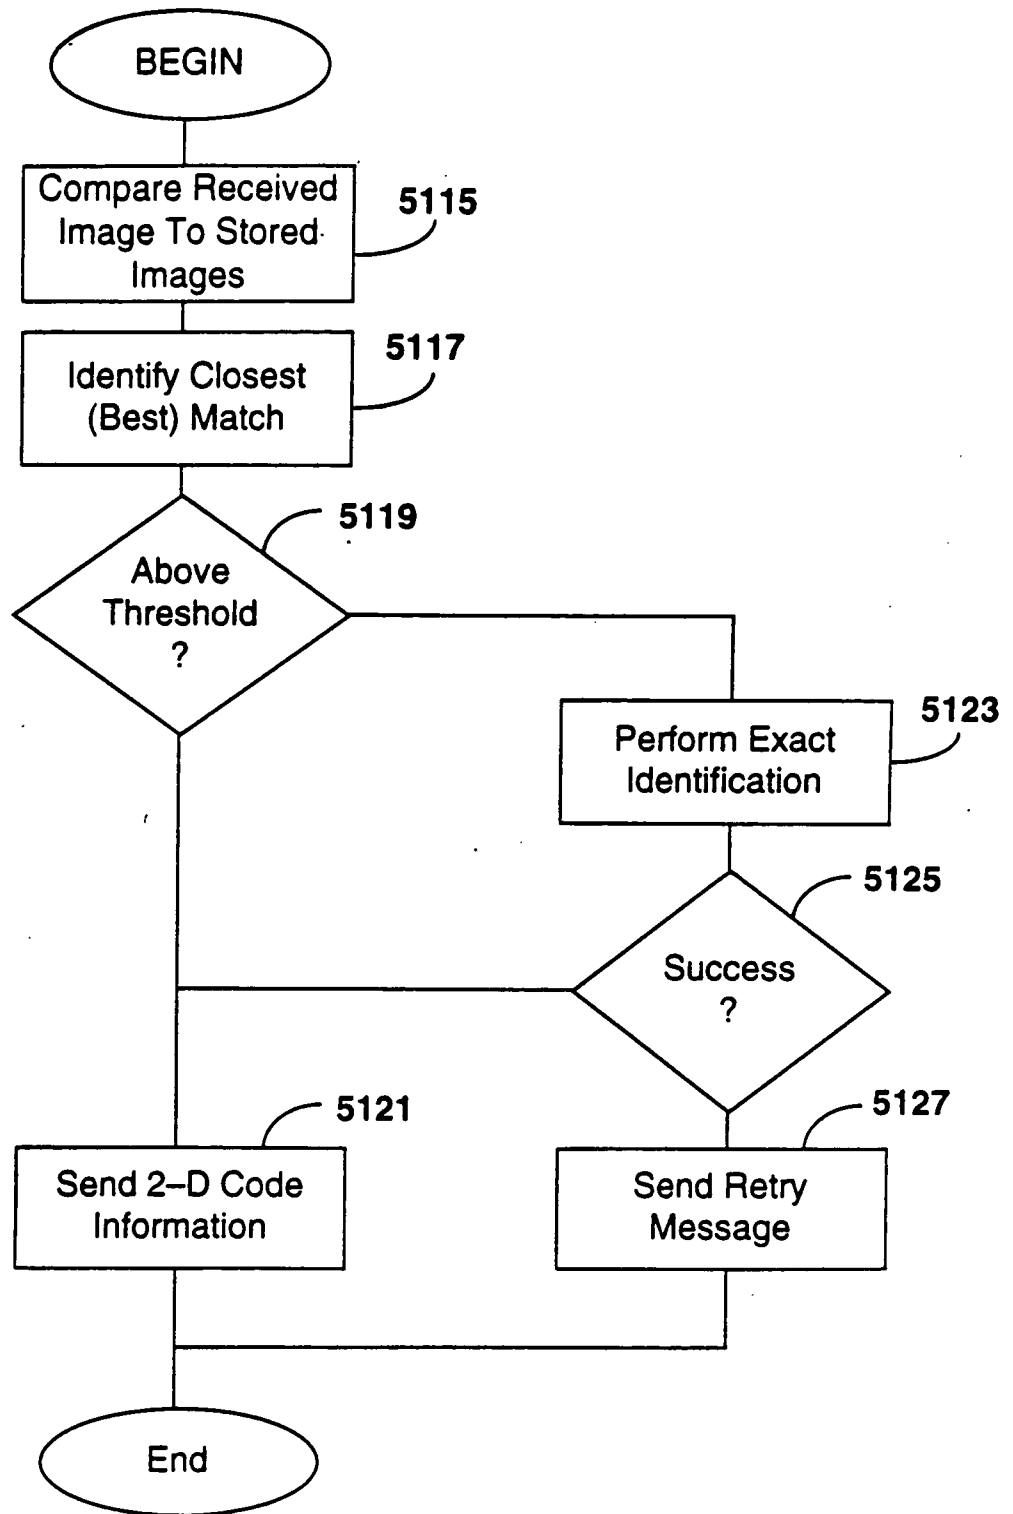 BEGIN
Compare Received
Image To Stored
Images
5115
Identify Closest
(Best) Match
5117
Above
Threshold
?
5119
Perform Exact
Identification
5123
Success
?
5125
Send 2–D Code
Information
5121
Send Retry
Message
5127
End